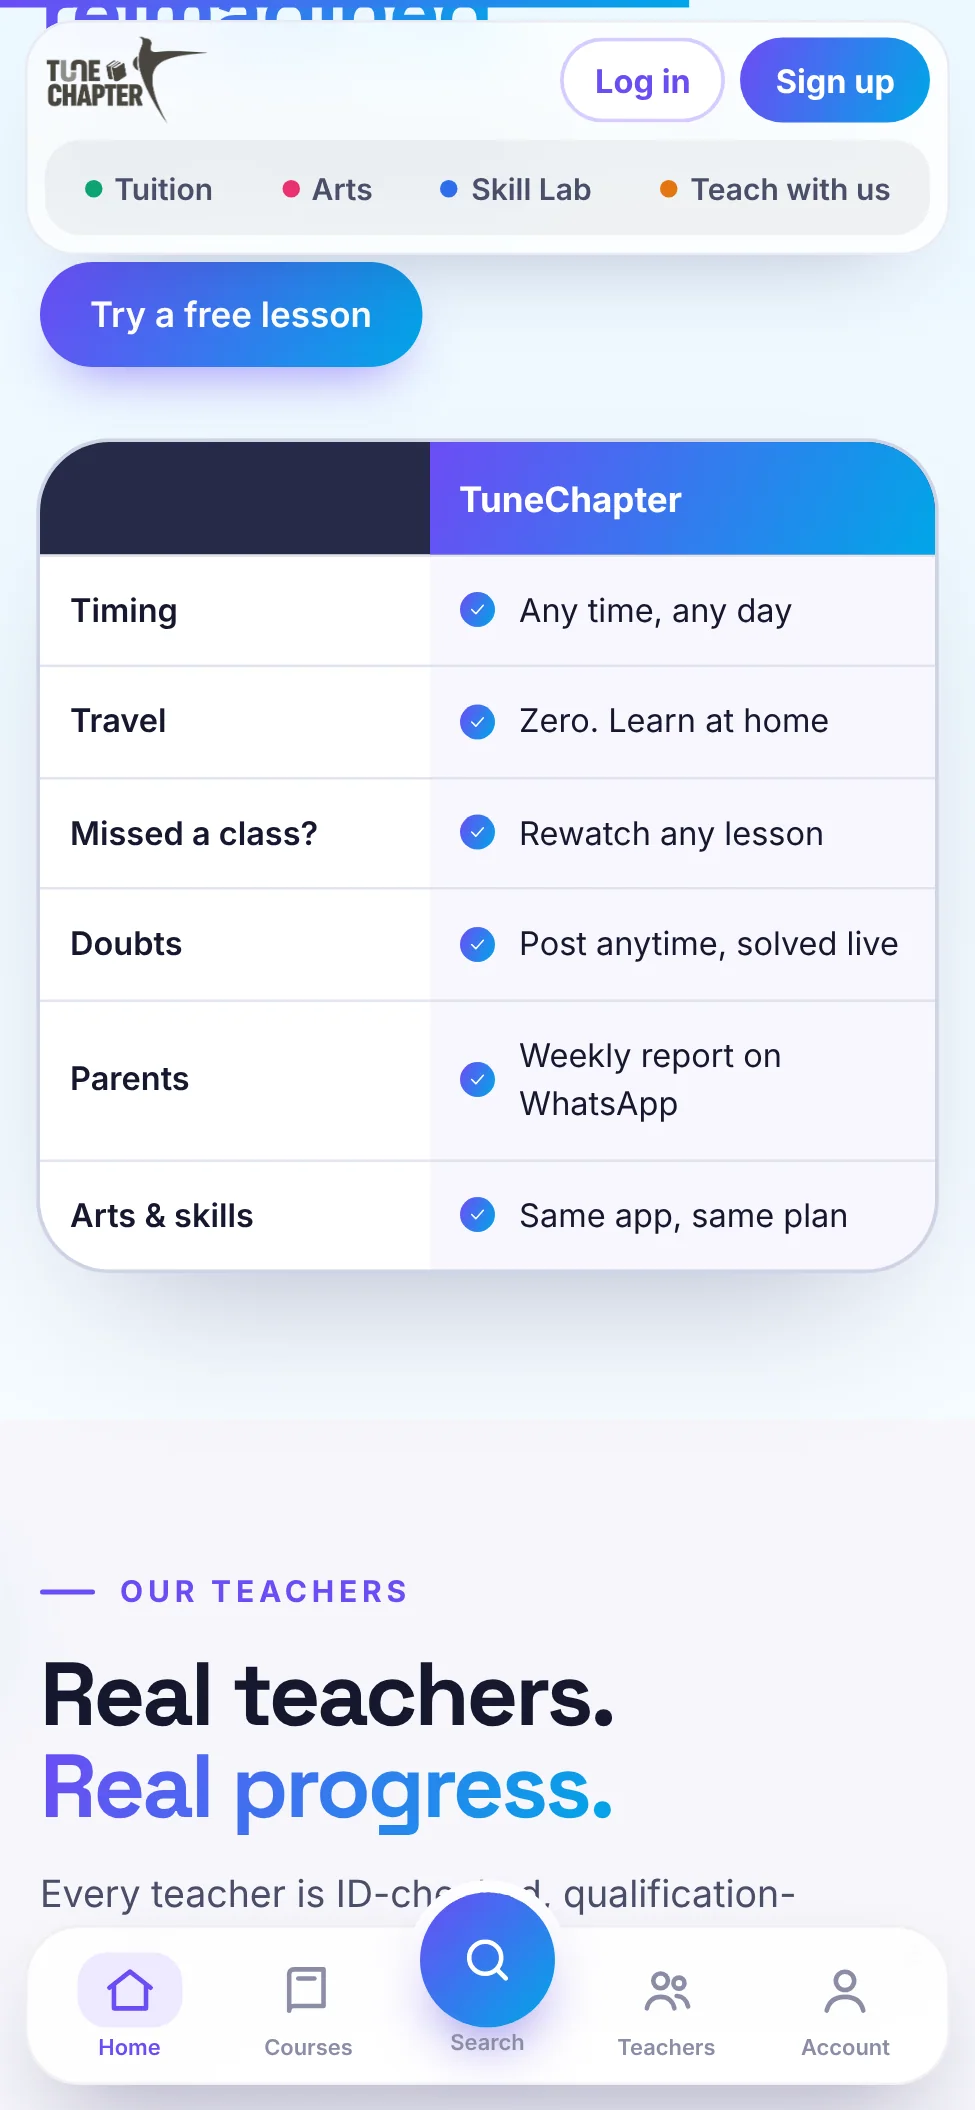 reimagined
TUNE
CHAPTER
Log in
Sign up
Tuition
Arts
Skill Lab
Teach with us
Try a free lesson
TuneChapter
Timing
Any time, any day
Travel
Zero. Learn at home
Missed a class?
Rewatch any lesson
Doubts
Post anytime, solved live
Parents
Weekly report on
WhatsApp
Arts & skills
Same app, same plan
OUR TEACHERS
Real teachers.
Real progress.
Every teacher is qualification-
Home
Courses
Search
Teachers
Account